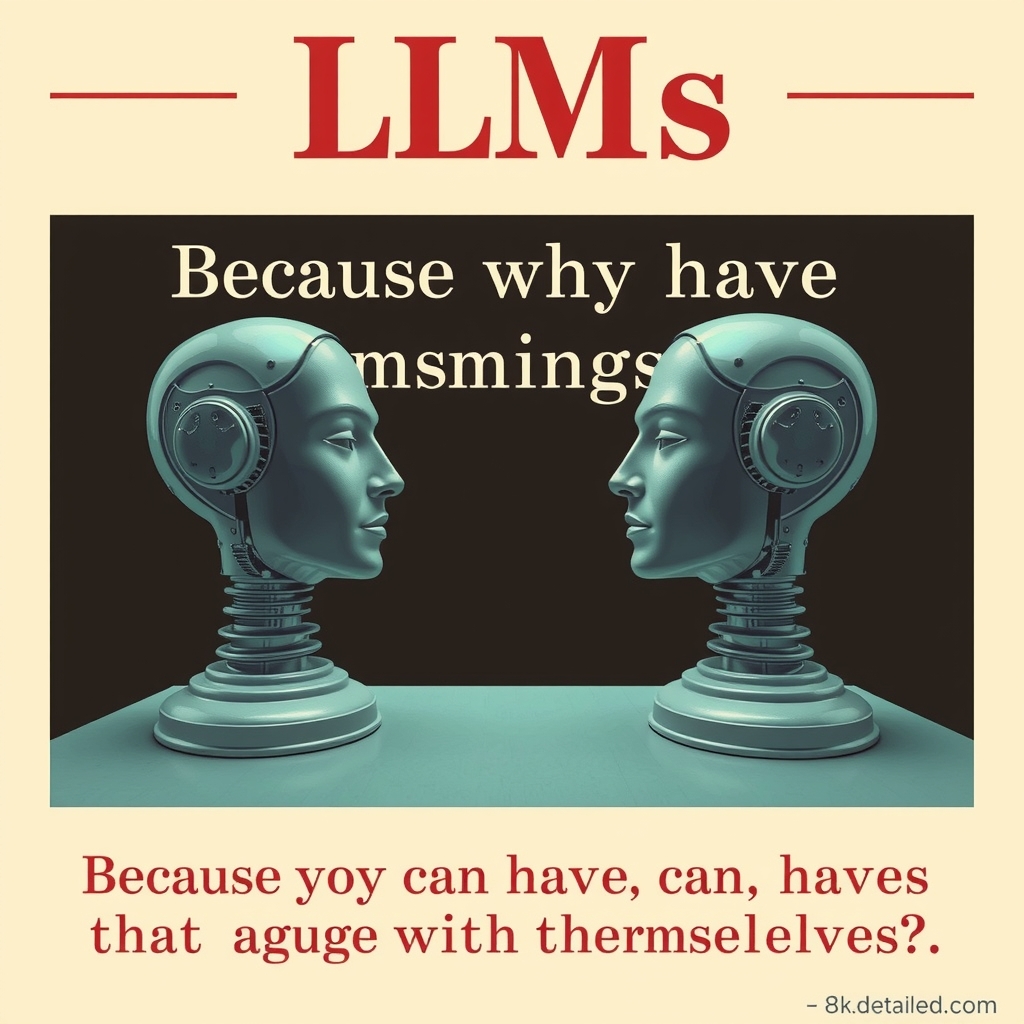 LLMs
Because why have
msmings
Because yoy can have, can, haves
that aguge with thermselelves?.
– 8k.detailed.com